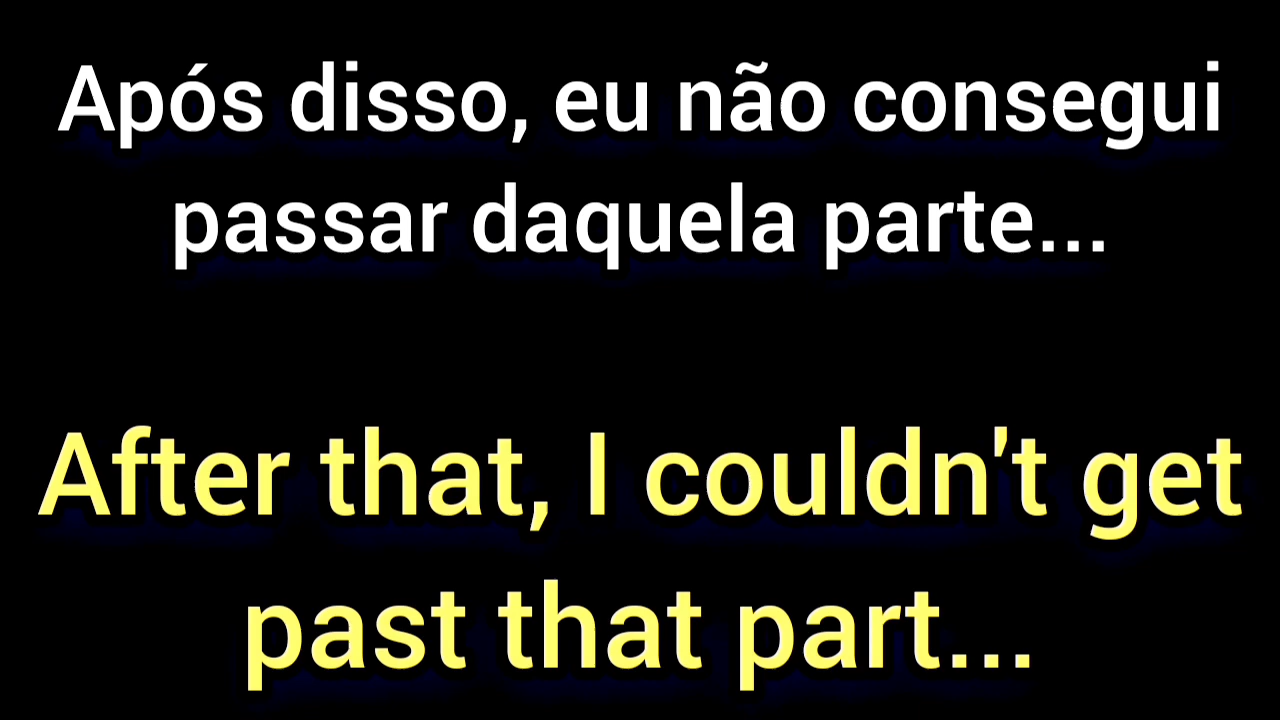 Após disso, eu não consegui
passar daquela parte...
After that, I couldn't get
past that part...